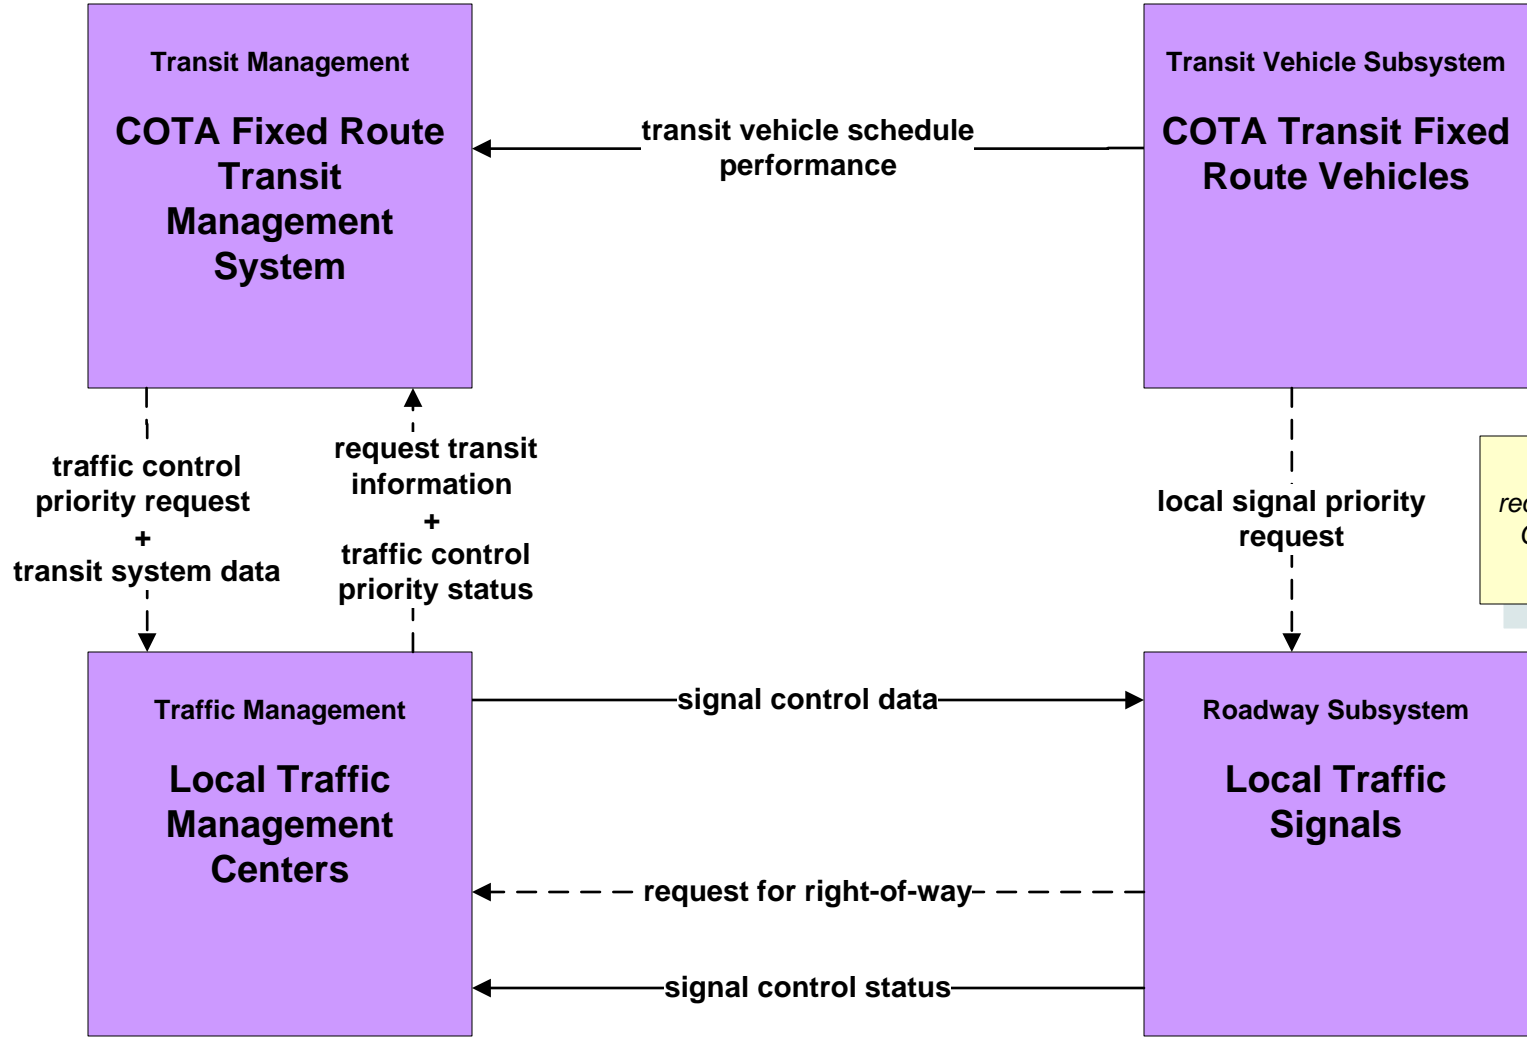 Transit Management
COTA Fixed Route
Transit
Management
System
transit vehicle schedule
performance
Transit Vehicle Subsystem
COTA Transit Fixed
Route Vehicles
traffic control
priority request
+
transit system data
request transit
information
+
traffic control
priority status
local signal priority
request
Traffic Management
Local Traffic
Management
Centers
signal control data
request for right-of-way
signal control status
Roadway Subsystem
Local Traffic
Signals